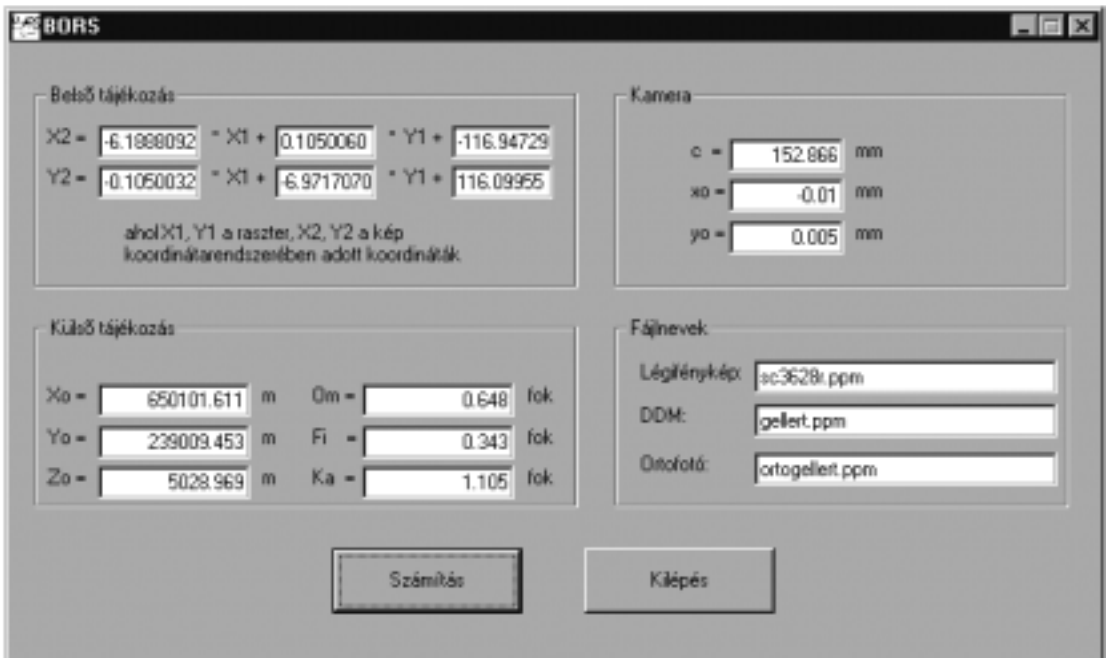 BORS
Belső tájékozás
X2 = -6.1888092 * X1 + 0.1050060 * Y1 + -116.94729
Y2 = -0.1050032 * X1 + -6.9717070 * Y1 + 116.09955
ahol X1, Y1 a raszter, X2, Y2 a kép
koordinátarendszerében adott koordináták
Kamera
c = 152.866 mm
xo = -0.01 mm
yo = 0.005 mm
Külső tájékozás
Xo = 650101.611 m Om = 0.648 fok
Yo = 239009.453 m Fi = 0.343 fok
Zo = 5028.969 m Ka = 1.105 fok
Fájlnevek
Légifénykép: sc3628r.ppm
DDM: gellert.ppm
Ortofotó: ortogellert.ppm
Számítás
Kilépés